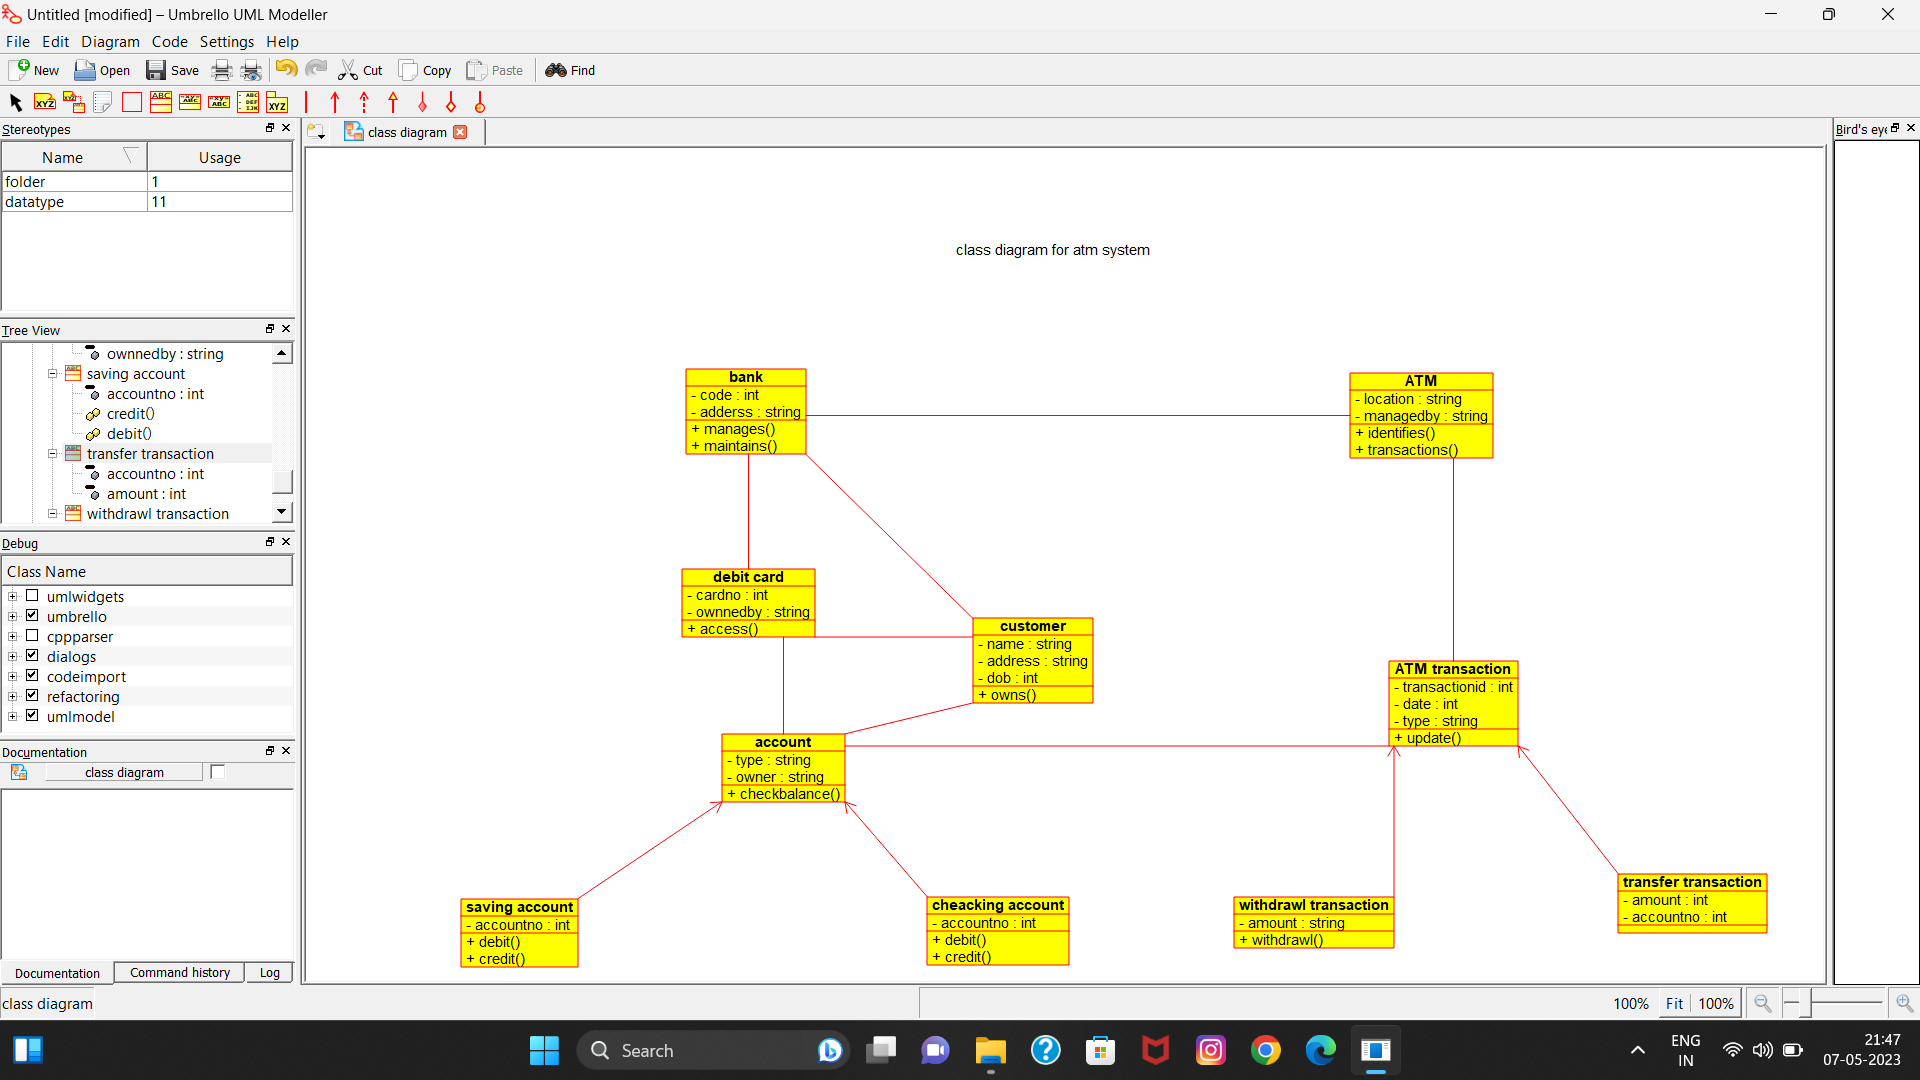 Untitled [modified] – Umbrello UML Modeller
File Edit Diagram Code Settings Help
New Open Save Cut Copy Paste Find
Stereotypes
Name Usage
folder 1
datatype 11
Tree View
ownnedby : string
saving account
accountno : int
credit()
debit()
transfer transaction
accountno : int
amount : int
withdrawl transaction
Debug
Class Name
umlwidgets
umbrello
cppparser
dialogs
codeimport
refactoring
umlmodel
Documentation
class diagram
Documentation Command history Log
class diagram
class diagram
Bird's eye
class diagram for atm system
bank
- code : int
- adderss : string
+ manages()
+ maintains()
ATM
- location : string
- managedby : string
+ identifies()
+ transactions()
debit card
- cardno : int
- ownnedby : string
+ access()
customer
- name : string
- address : string
- dob : int
+ owns()
ATM transaction
- transactionid : int
- date : int
- type : string
+ update()
account
- type : string
- owner : string
+ checkbalance()
saving account
- accountno : int
+ debit()
+ credit()
cheacking account
- accountno : int
+ debit()
+ credit()
withdrawl transaction
- amount : string
+ withdrawl()
transfer transaction
- amount : int
- accountno : int
100% Fit 100%
Search
ENG
IN
21:47
07-05-2023